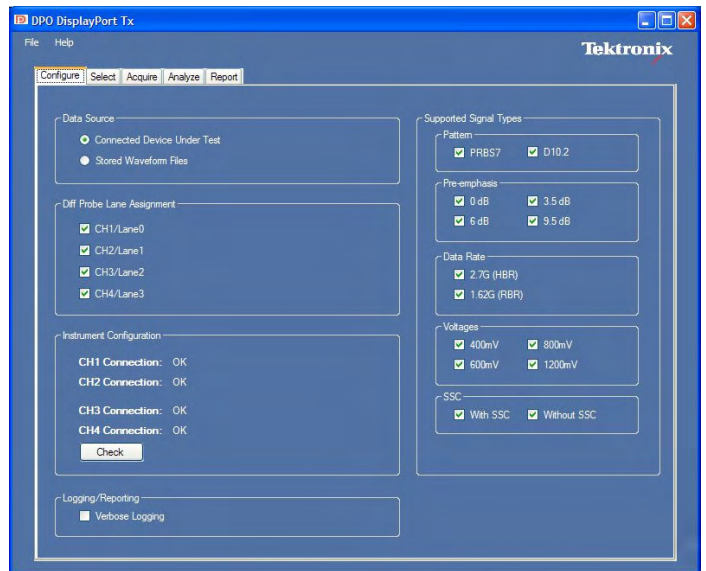 DPO DisplayPort Tx
File Help
Tektronix
Configure Select Acquire Analyze Report
Data Source
Connected Device Under Test
Stored Waveform Files
Diff Probe Lane Assignment
CH1/Lane0
CH2/Lane1
CH3/Lane2
CH4/Lane3
Instrument Configuration
CH1 Connection: OK
CH2 Connection: OK
CH3 Connection: OK
CH4 Connection: OK
Check
Logging/Reporting
Verbose Logging
Supported Signal Types
Pattern
PRBS7 D10.2
Pre-emphasis
0 dB 3.5 dB
6 dB 9.5 dB
Data Rate
2.7G (HBR)
1.62G (RBR)
Voltages
400mV 800mV
600mV 1200mV
SSC
With SSC Without SSC